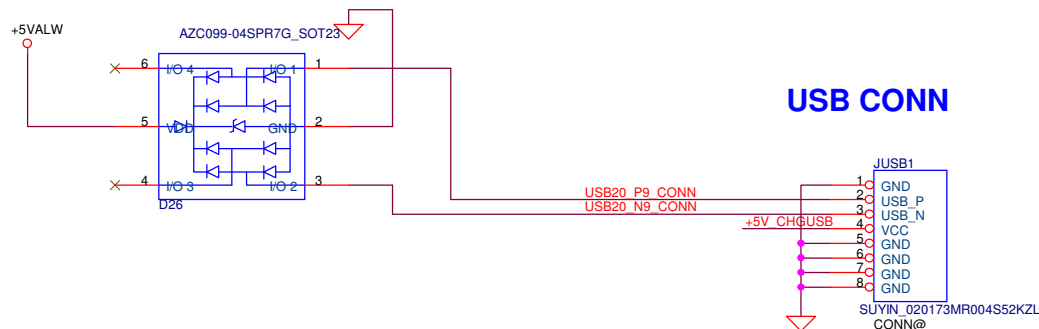 +5VALW
AZC099-04SPR7G_SOT23
6 I/O 4 I/O 1 1
5 VDD GND 2
4 I/O 3 I/O 2 3
D26
USB CONN
JUSB1
1 GND
USB20_P9_CONN 2 USB_P
USB20_N9_CONN 3 USB_N
+5V_CHGUSB 4 VCC
5 GND
6 GND
7 GND
8 GND
SUYIN_020173MR004S52KZL
CONN@